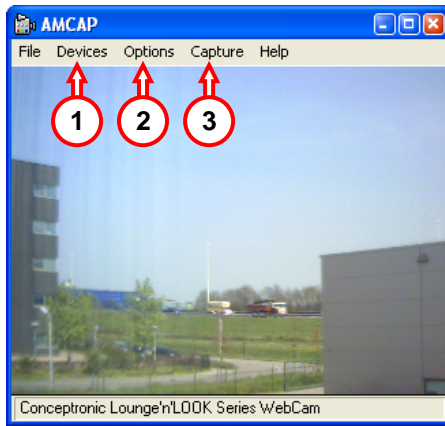 AMCAP
File Devices Options Capture Help
1 2 3
Conceptronic Lounge'n'LOOK Series WebCam